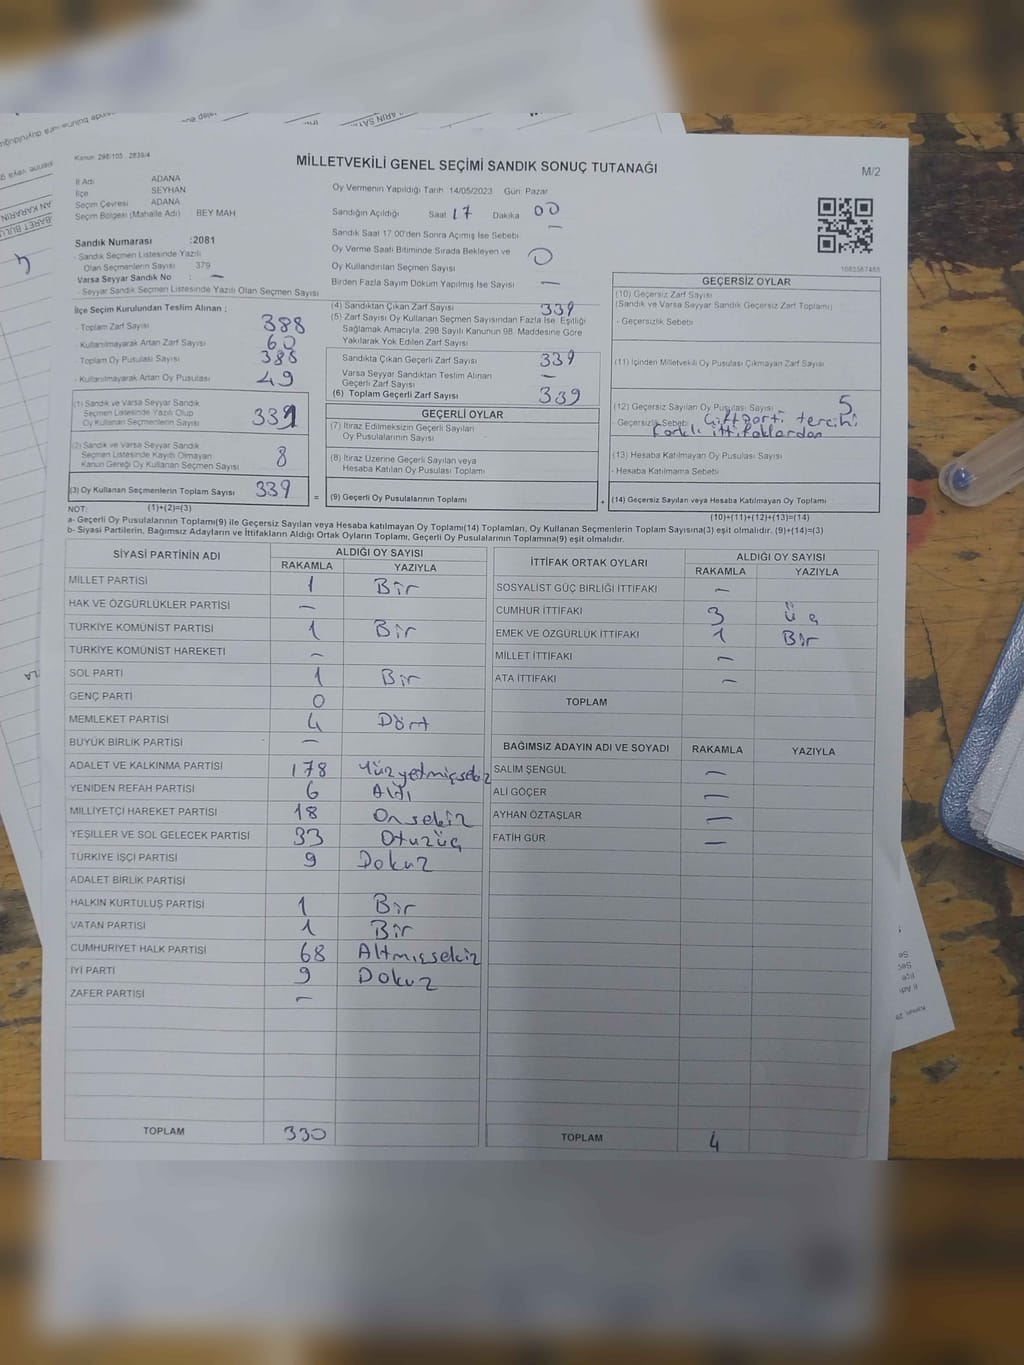 Kanun: 298/105 2839/4
MİLLETVEKİLİ GENEL SEÇİMİ SANDIK SONUÇ TUTANAĞI
M/2
İl Adı ADANA
İlçe SEYHAN
Seçim Çevresi ADANA
Seçim Bölgesi (Mahalle Adı) BEY MAH
Oy Vermenin Yapıldığı Tarih 14/05/2023 Gün: Pazar
Sandığın Açıldığı Saat 17 Dakika 00
Sandık Saat 17.00'den Sonra Açılmış İse Sebebi —
Oy Verme Saati Bitiminde Sırada Bekleyen ve
Oy Kullandırılan Seçmen Sayısı 0
Birden Fazla Sayım Döküm Yapılmış İse Sayısı —
1083567488
Sandık Numarası :2081
- Sandık Seçmen Listesinde Yazılı
Olan Seçmenlerin Sayısı : 379
Varsa Seyyar Sandık No : —
- Seyyar Sandık Seçmen Listesinde Yazılı Olan Seçmen Sayısı
İlçe Seçim Kurulundan Teslim Alınan ;
- Toplam Zarf Sayısı 388
- Kullanılmayarak Artan Zarf Sayısı 60
- Toplam Oy Pusulası Sayısı 388
- Kullanılmayarak Artan Oy Pusulası 49
(1) Sandık ve Varsa Seyyar Sandık
Seçmen Listesinde Yazılı Olup
Oy Kullanan Seçmenlerin Sayısı
(2) Sandık ve Varsa Seyyar Sandık
Seçmen Listesinde Kayıtlı Olmayan
Kanun Gereği Oy Kullanan Seçmen Sayısı 8
(3) Oy Kullanan Seçmenlerin Toplam Sayısı 339
(4) Sandıktan Çıkan Zarf Sayısı 339
(5) Zarf Sayısı Oy Kullanan Seçmen Sayısından Fazla İse, Eşitliği
Sağlamak Amacıyla; 298 Sayılı Kanunun 98. Maddesine Göre
Yakılarak Yok Edilen Zarf Sayısı
Sandıkta Çıkan Geçerli Zarf Sayısı 339
Varsa Seyyar Sandıktan Teslim Alınan
Geçerli Zarf Sayısı —
(6) Toplam Geçerli Zarf Sayısı 339
GEÇERLİ OYLAR
(7) İtiraz Edilmeksizin Geçerli Sayılan
Oy Pusulalarının Sayısı
(8) İtiraz Üzerine Geçerli Sayılan veya
Hesaba Katılan Oy Pusulası Toplamı
= (9) Geçerli Oy Pusulalarının Toplamı
GEÇERSİZ OYLAR
(10) Geçersiz Zarf Sayısı
(Sandık ve Varsa Seyyar Sandık Geçersiz Zarf Toplamı)
- Geçersizlik Sebebi
(11) İçinden Milletvekili Oy Pusulası Çıkmayan Zarf Sayısı
(12) Geçersiz Sayılan Oy Pusulası Sayısı 5
- Geçersizlik Sebebi Çift parti tercihi
farklı ittifaklardan
(13) Hesaba Katılmayan Oy Pusulası Sayısı
- Hesaba Katılmama Sebebi
+ (14) Geçersiz Sayılan veya Hesaba Katılmayan Oy Toplamı
NOT: (1)+(2)=(3)
(10)+(11)+(12)+(13)=(14)
a- Geçerli Oy Pusulalarının Toplamı(9) ile Geçersiz Sayılan veya Hesaba katılmayan Oy Toplamı(14) Toplamları, Oy Kullanan Seçmenlerin Toplam Sayısına(3) eşit olmalıdır. (9)+(14)=(3)
b- Siyasi Partilerin, Bağımsız Adayların ve İttifakların Aldığı Ortak Oyların Toplamı, Geçerli Oy Pusulalarının Toplamına(9) eşit olmalıdır.
SİYASİ PARTİNİN ADI ALDIĞI OY SAYISI
RAKAMLA YAZIYLA
MİLLET PARTİSİ 1 Bir
HAK VE ÖZGÜRLÜKLER PARTİSİ —
TÜRKİYE KOMÜNİST PARTİSİ 1 Bir
TÜRKİYE KOMÜNİST HAREKETİ —
SOL PARTİ 1 Bir
GENÇ PARTİ 0
MEMLEKET PARTİSİ 4 Dört
BÜYÜK BİRLİK PARTİSİ —
ADALET VE KALKINMA PARTİSİ 178 Yüzyetmişsekiz
YENİDEN REFAH PARTİSİ 6 Altı
MİLLİYETÇİ HAREKET PARTİSİ 18 Onsekiz
YEŞİLLER VE SOL GELECEK PARTİSİ 33 Otuzüç
TÜRKİYE İŞÇİ PARTİSİ 9 Dokuz
ADALET BİRLİK PARTİSİ
HALKIN KURTULUŞ PARTİSİ 1 Bir
VATAN PARTİSİ 1 Bir
CUMHURİYET HALK PARTİSİ 68 Altmışsekiz
İYİ PARTİ 9 Dokuz
ZAFER PARTİSİ —
TOPLAM 330
İTTİFAK ORTAK OYLARI ALDIĞI OY SAYISI
RAKAMLA YAZIYLA
SOSYALİST GÜÇ BİRLİĞİ İTTİFAKI —
CUMHUR İTTİFAKI 3 Üç
EMEK VE ÖZGÜRLÜK İTTİFAKI 1 Bir
MİLLET İTTİFAKI —
ATA İTTİFAKI —
TOPLAM
BAĞIMSIZ ADAYIN ADI VE SOYADI RAKAMLA YAZIYLA
SALİM ŞENGÜL —
ALİ GÖÇER —
AYHAN ÖZTAŞLAR —
FATİH GÜR —
TOPLAM 4